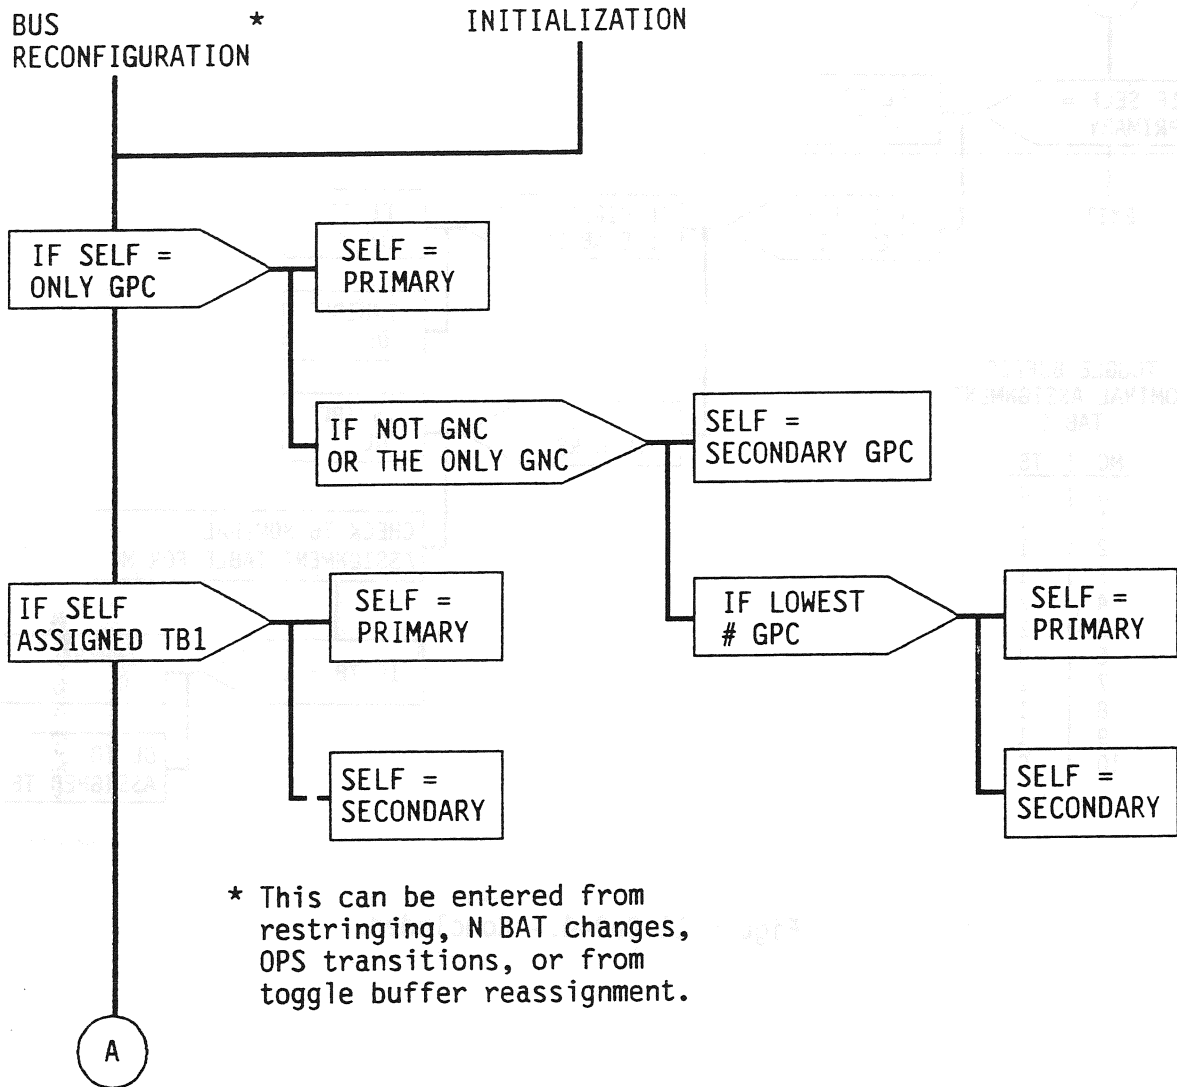 BUS *
RECONFIGURATION
INITIALIZATION
IF SELF =
ONLY GPC
SELF =
PRIMARY
IF NOT GNC
OR THE ONLY GNC
SELF =
SECONDARY GPC
IF SELF
ASSIGNED TB1
SELF =
PRIMARY
IF LOWEST
# GPC
SELF =
PRIMARY
SELF =
SECONDARY
SELF =
SECONDARY
* This can be entered from
restringing, N BAT changes,
OPS transitions, or from
toggle buffer reassignment.
A